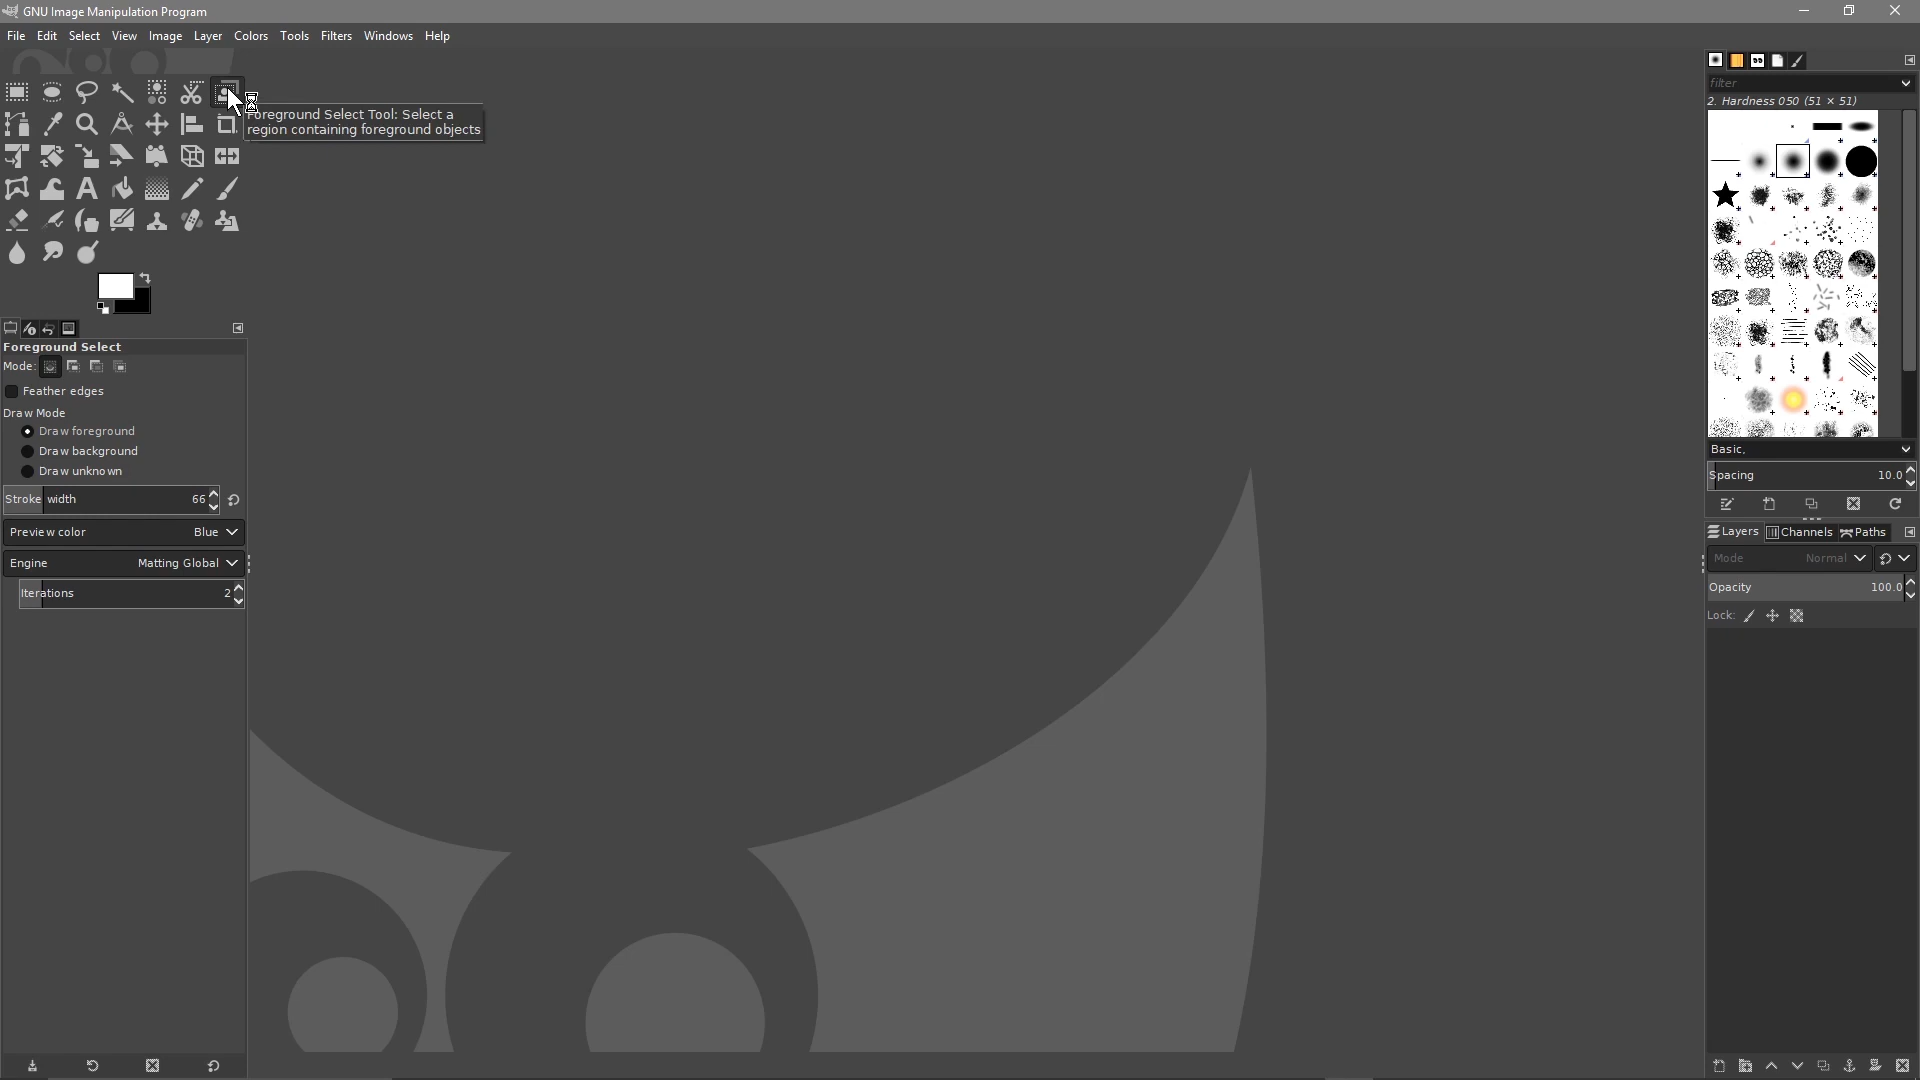 GNU Image Manipulation Program
File Edit Select View Image Layer Colors Tools Filters Windows Help
Foreground Select Tool: Select a
region containing foreground objects
Foreground Select
Mode:
Feather edges
Draw Mode
Draw foreground
Draw background
Draw unknown
Stroke width 66
Preview color Blue
Engine Matting Global
Iterations 2
filter
2. Hardness 050 (51 × 51)
Basic,
Spacing 10.0
Layers Channels Paths
Mode Normal
Opacity 100.0
Lock: